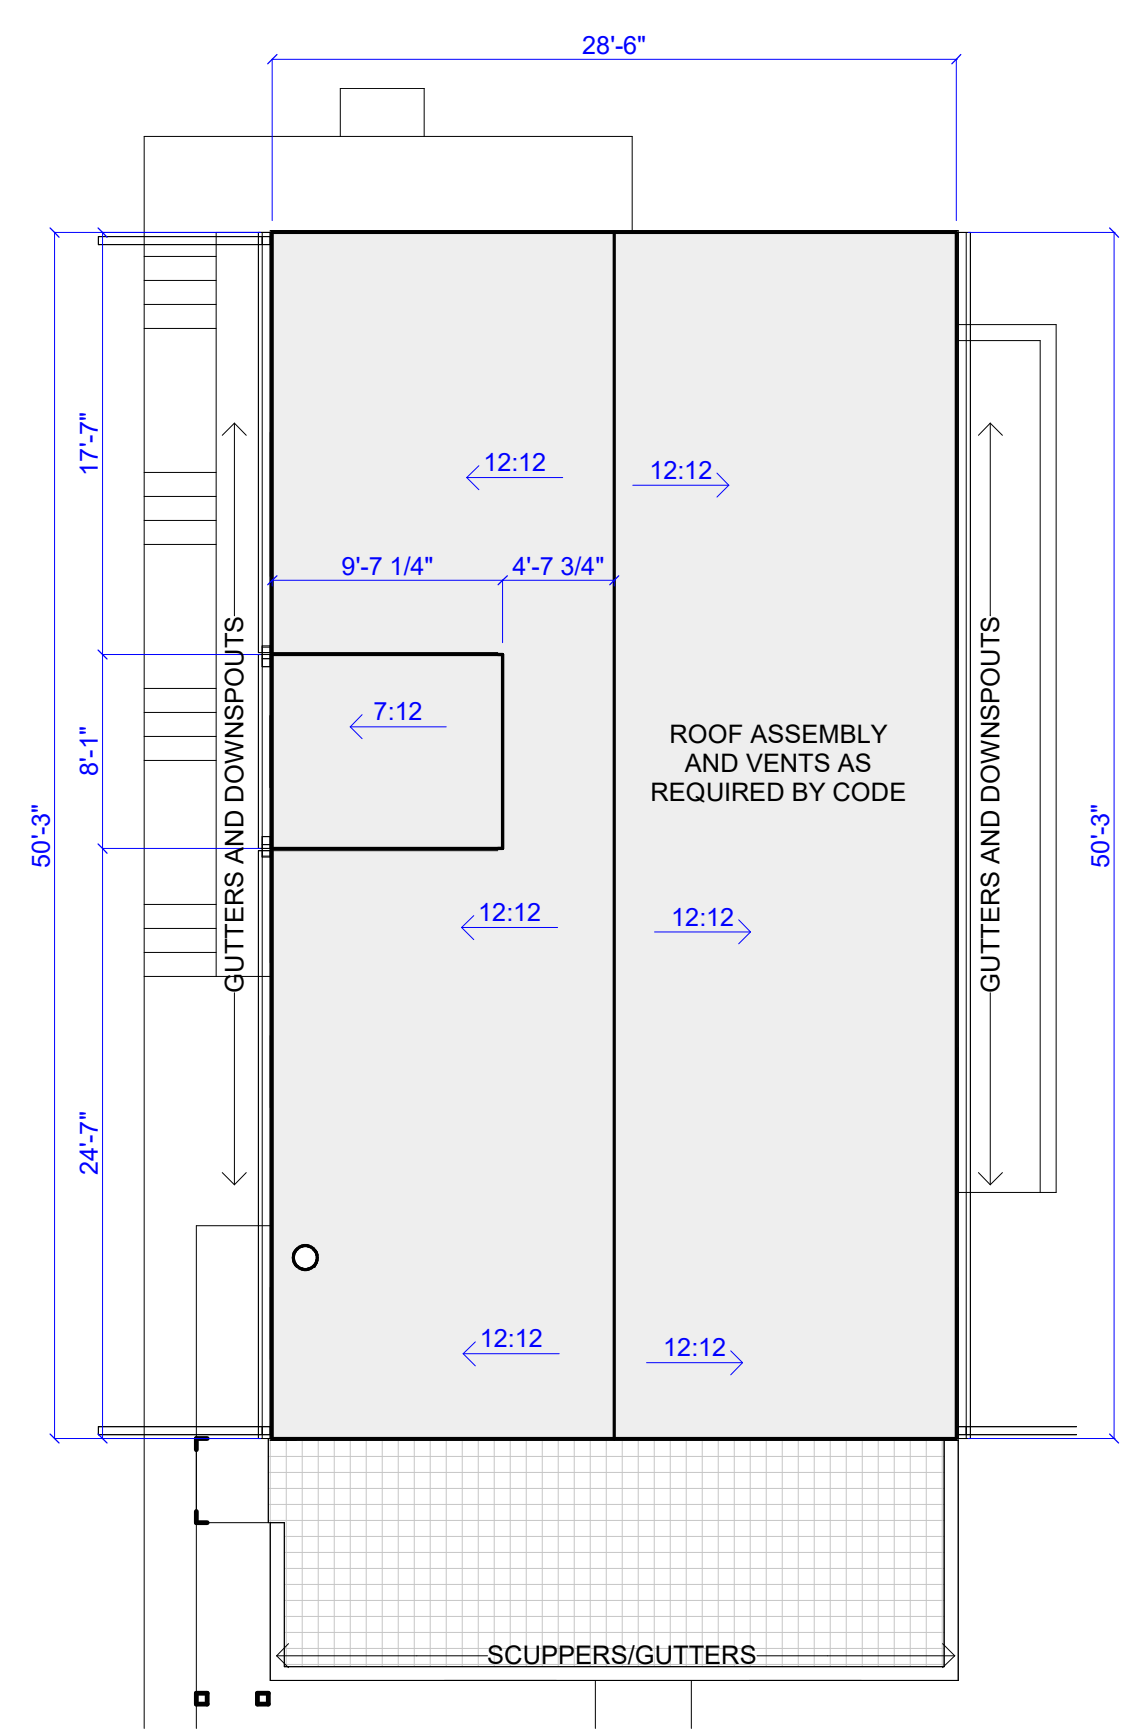 28'-6"
17'-7"
12:12
12:12
9'-7 1/4"
4'-7 3/4"
GUTTERS AND DOWNSPOUTS
GUTTERS AND DOWNSPOUTS
7:12
8'-1"
ROOF ASSEMBLY
AND VENTS AS
REQUIRED BY CODE
50'-3"
50'-3"
12:12
12:12
24'-7"
12:12
12:12
SCUPPERS/GUTTERS